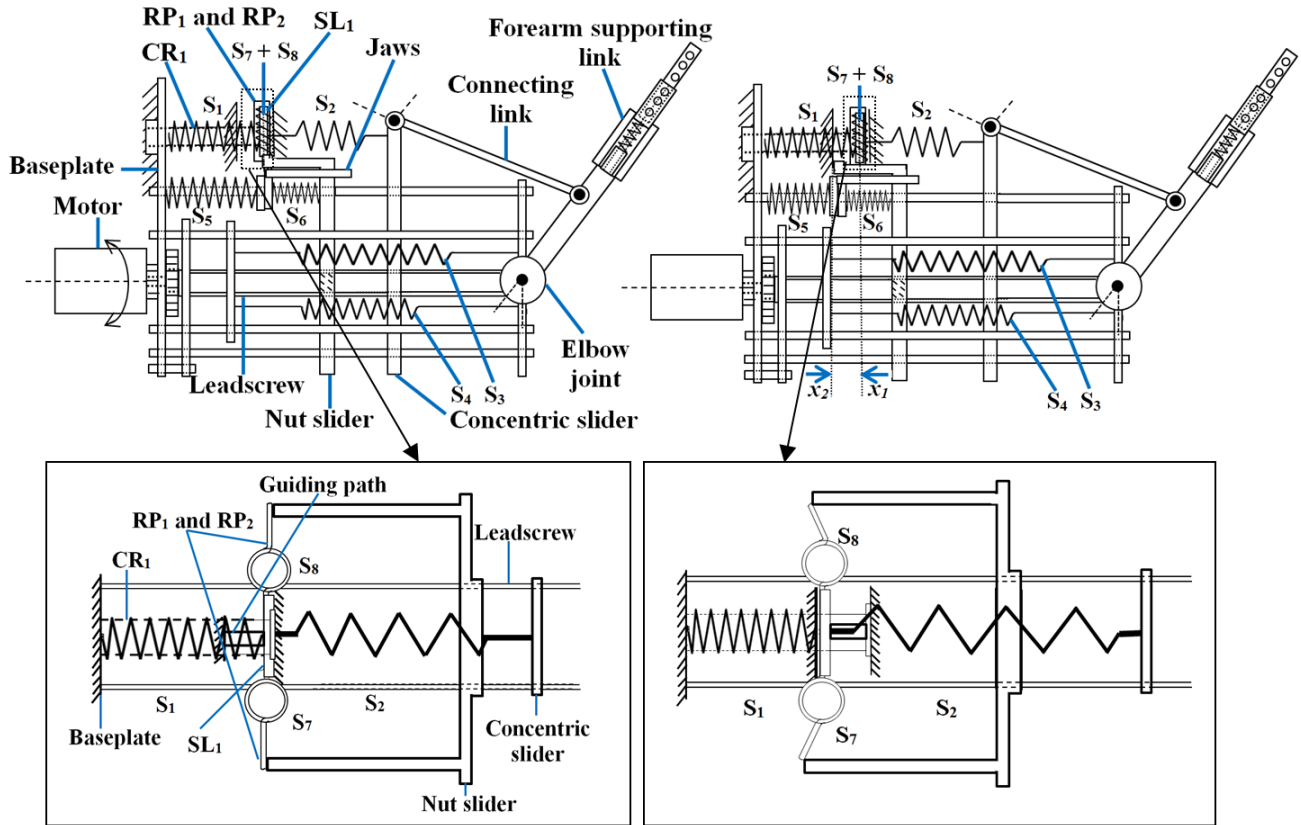 RP₁ and RP₂
SL₁
CR₁
S₇ + S₈
Jaws
Forearm supporting
link
Connecting
link
S₁
S₂
Baseplate
Motor
S₅
S₆
Leadscrew
Nut slider
S₄
S₃
Concentric slider
Elbow
joint
S₇ + S₈
S₁
S₂
S₅
S₆
x₂
x₁
S₄
S₃
Guiding path
RP₁ and RP₂
CR₁
S₈
Leadscrew
S₁
S₂
S₇
Baseplate
SL₁
Concentric
slider
Nut slider
S₈
S₁
S₂
S₇